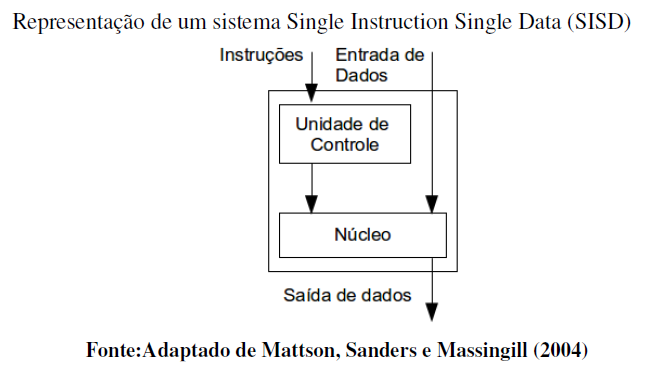 Representação de um sistema Single Instruction Single Data (SISD)
Instruções
Entrada de
Dados
Unidade de
Controle
Núcleo
Saída de dados
Fonte:Adaptado de Mattson, Sanders e Massingill (2004)